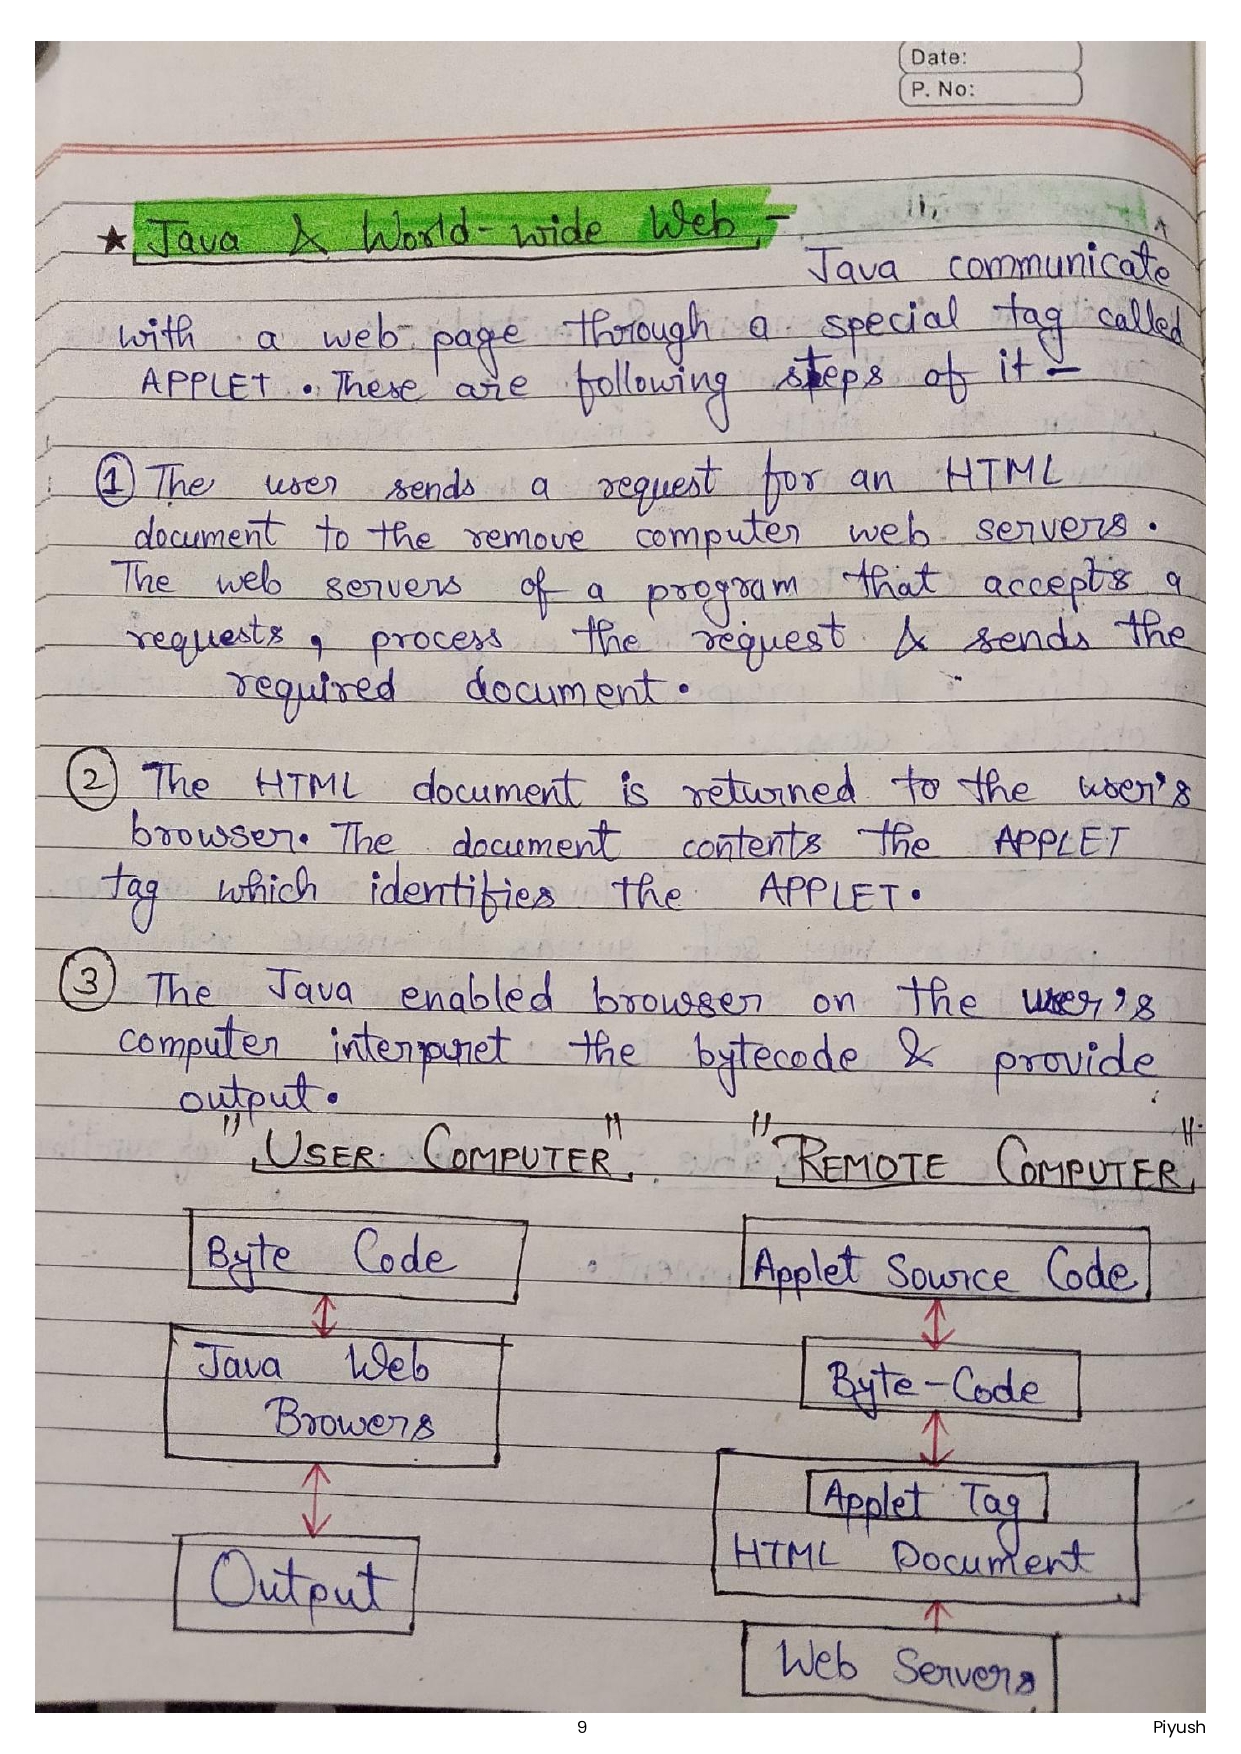 Date:
P. No:
★ Java & World-wide Web, -
Java communicate
with a web page through a special tag called
APPLET. These are following steps of it -
① The user sends a request for an HTML
document to the remove computer web servers.
The web servers of a program that accepts a
requests, process the request & sends the
required document.
② The HTML document is returned to the user's
browser. The document contents the APPLET
tag which identifies the APPLET.
③ The Java enabled browser on the user's
computer interpret the bytecode & provide
output.
"USER COMPUTER" "REMOTE COMPUTER"
Byte Code
Applet Source Code
Java Web
Browers
Byte-Code
Applet Tag
HTML Document
Output
Web Servers
9
Piyush